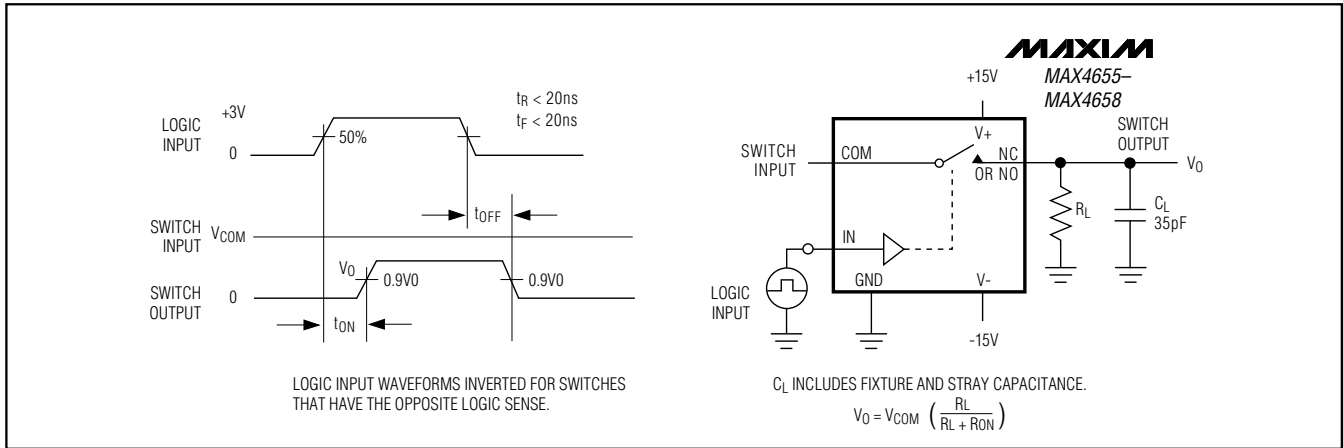 LOGIC
INPUT
+3V
0
50%
tR < 20ns
tF < 20ns
tOFF
SWITCH
INPUT
VCOM
VO
0.9V0
0.9V0
SWITCH
OUTPUT
0
tON
LOGIC INPUT WAVEFORMS INVERTED FOR SWITCHES
THAT HAVE THE OPPOSITE LOGIC SENSE.
MAXIM
MAX4655–
MAX4658
+15V
V+
SWITCH
OUTPUT
SWITCH
INPUT
COM
NC
OR NO
VO
RL
CL
35pF
IN
LOGIC
INPUT
GND
V-
-15V
CL INCLUDES FIXTURE AND STRAY CAPACITANCE.
VO = VCOM (RL / RL + RON)